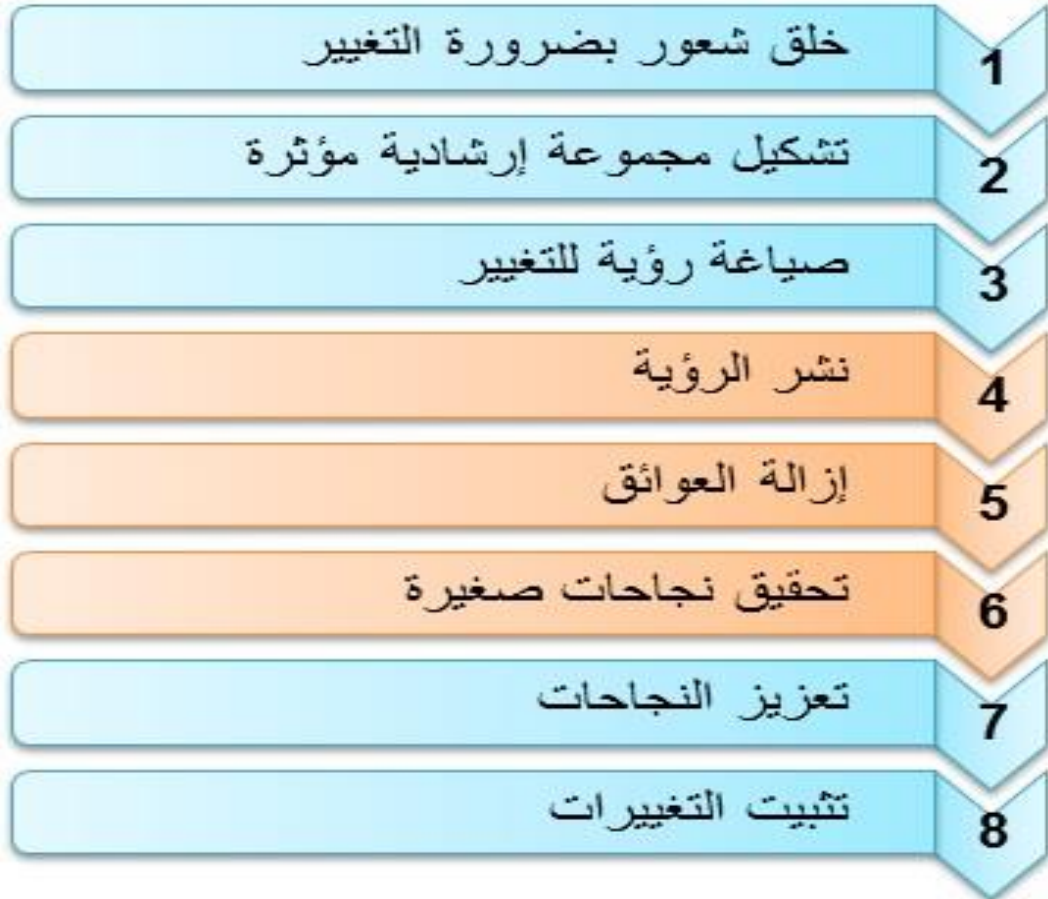 1 خلق شعور بضرورة التغيير
2 تشكيل مجموعة إرشادية مؤثرة
3 صياغة رؤية للتغيير
4 نشر الرؤية
5 إزالة العوائق
6 تحقيق نجاحات صغيرة
7 تعزيز النجاحات
8 تثبيت التغييرات